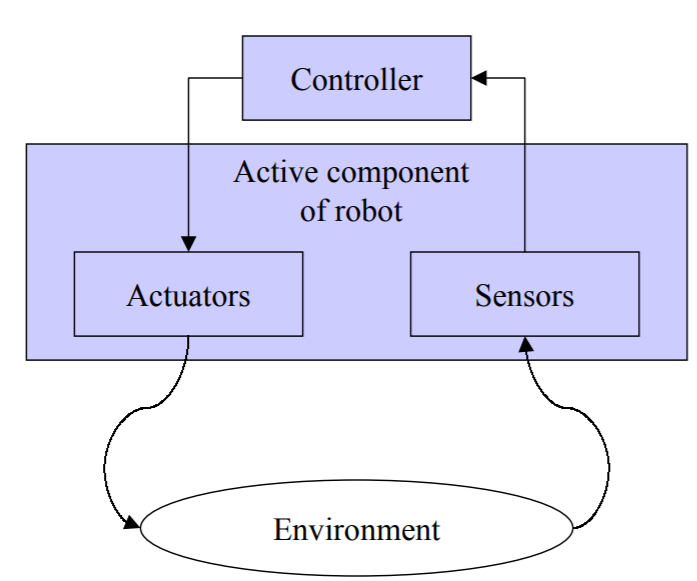 Controller
Active component
of robot
Actuators
Sensors
Environment